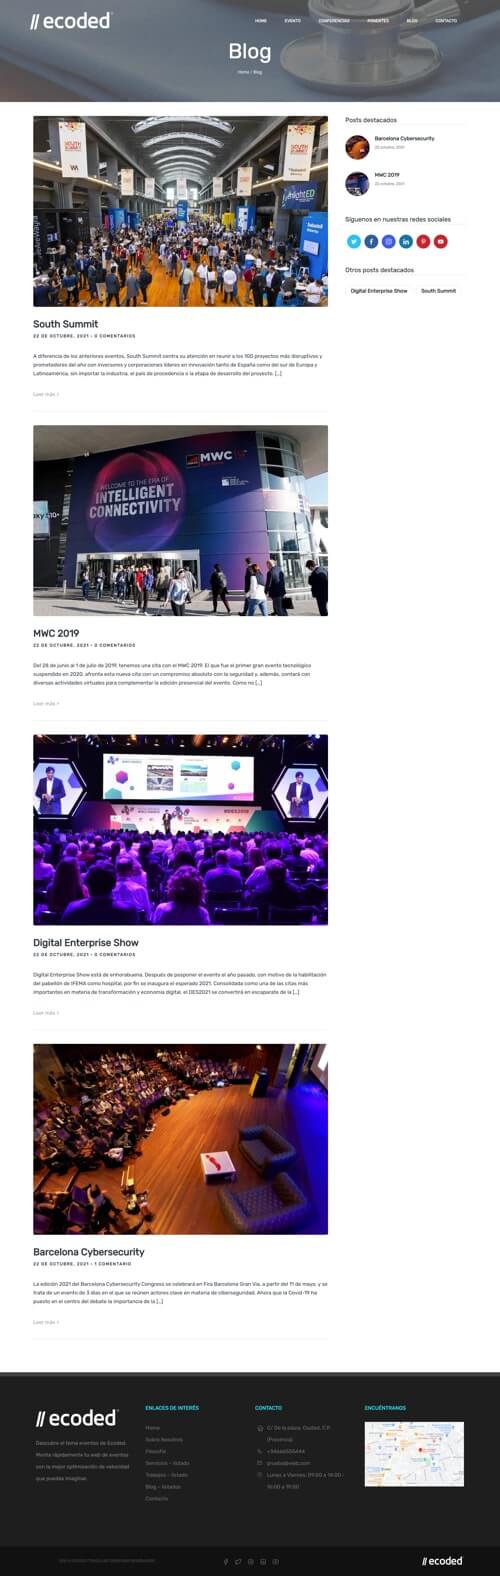 // ecoded
HOME EVENTO CONFERENCIAS PONENTES BLOG CONTACTO
Blog
Home / Blog
SOUTH SUMMIT
South Summit
22 DE OCTUBRE, 2021 • 0 COMENTARIOS
A diferencia de los anteriores eventos, South Summit centra su atención en reunir a los 100 proyectos más disruptivos y
prometedores del año con inversores y corporaciones líderes en innovación tanto de España como del sur de Europa y
Latinoamérica, sin importar la industria, el país de procedencia o la etapa de desarrollo del proyecto. [...]
Leer más >
MWC19
WELCOME TO THE ERA OF
INTELLIGENT
CONNECTIVITY
MWC 2019
22 DE OCTUBRE, 2021 • 0 COMENTARIOS
Del 28 de junio al 1 de julio de 2019, tenemos una cita con el MWC 2019. El que fue el primer gran evento tecnológico
suspendido en 2020, afronta esta nueva cita con un compromiso absoluto con la seguridad y, además, contará con
diversas actividades virtuales para complementar la edición presencial del evento. Como no [...]
Leer más >
#DES2018
Digital Enterprise Show
22 DE OCTUBRE, 2021 • 0 COMENTARIOS
Digital Enterprise Show está de enhorabuena. Después de posponer el evento el año pasado, con motivo de la habilitación
del pabellón de IFEMA como hospital, por fin se inaugura el esperado 2021. Consolidada como una de las citas más
importantes en materia de transformación y economía digital, el DES2021 se convertirá en escaparate de la [...]
Leer más >
Barcelona Cybersecurity
22 DE OCTUBRE, 2021 • 1 COMENTARIO
La edición 2021 del Barcelona Cybersecurity Congress se celebrará en Fira Barcelona Gran Via, a partir del 11 de mayo, y se
trata de un evento de 3 días en el que se reúnen actores clave en materia de ciberseguridad. Ahora que la Covid-19 ha
puesto en el centro del debate la importancia de la [...]
Leer más >
Posts destacados
Barcelona Cybersecurity
22 octubre, 2021
MWC 2019
22 octubre, 2021
Síguenos en nuestras redes sociales
Otros posts destacados
Digital Enterprise Show South Summit
// ecoded
Descubre el tema eventos de Ecoded.
Monta rápidamente tu web de eventos
con la mejor optimización de velocidad
que puedas imaginar.
ENLACES DE INTERÉS
Home
Sobre Nosotros
Filosofía
Servicios – listado
Trabajos – listado
Blog – listados
Contacto
CONTACTO
C/ De la plaza, Ciudad, C.P.
(Provincia)
+34666555444
prueba@web.com
Lunes a Viernes: 09:00 a 14:00 -
16:00 a 19:00
ENCUÉNTRANOS
// ecoded